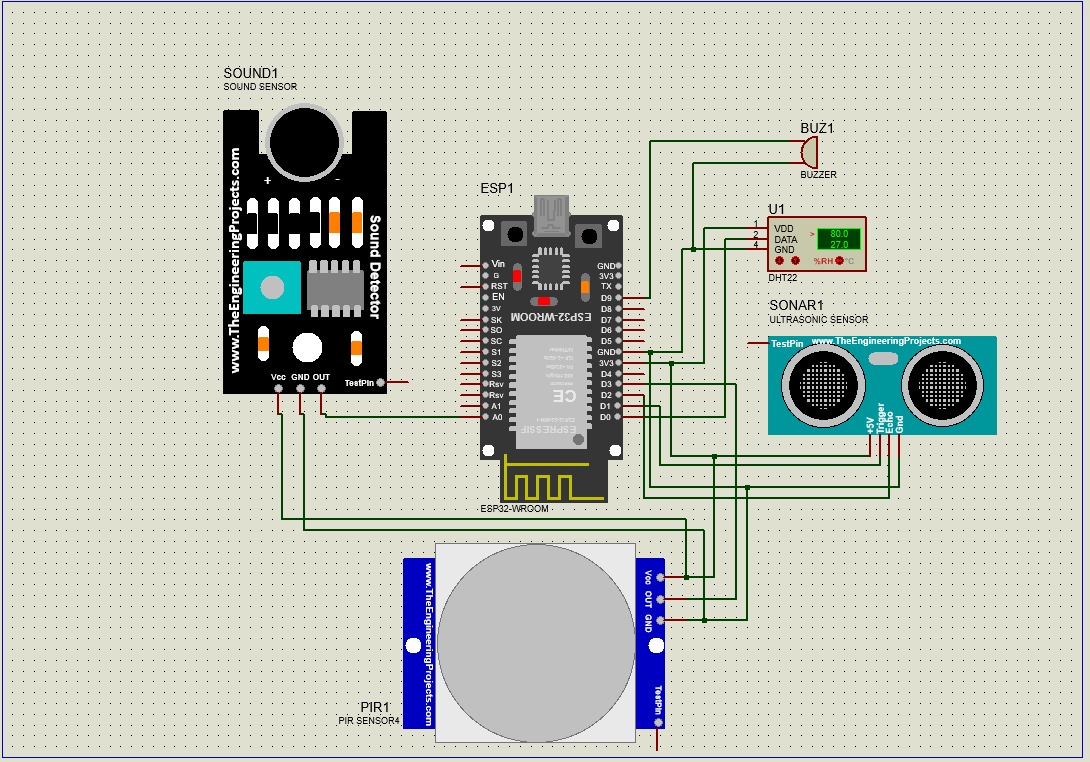 SOUND1
SOUND SENSOR
www.TheEngineeringProjects.com
+
-
Sound Detector
Vcc GND OUT
TestPin
ESP1
Vin
G
RST
EN
3V
SK
SO
SC
S1
S2
S3
Rsv
Rsv
A1
A0
GND
3V3
TX
D9
D8
D7
D6
D5
GND
3V3
D4
D3
D2
D1
D0
ESP32-WROOM
CE
ESPRESSIF
ESP32-WROOM
BUZ1
BUZZER
U1
1
2
4
VDD
DATA
GND
>
80.0
27.0
%RH
°C
DHT22
SONAR1
ULTRASONIC SENSOR
TestPin
www.TheEngineeringProjects.com
+5V
Trigger
Echo
Gnd
www.TheEngineeringProjects.com
Vcc
OUT
GND
TestPin
PIR1
PIR SENSOR4